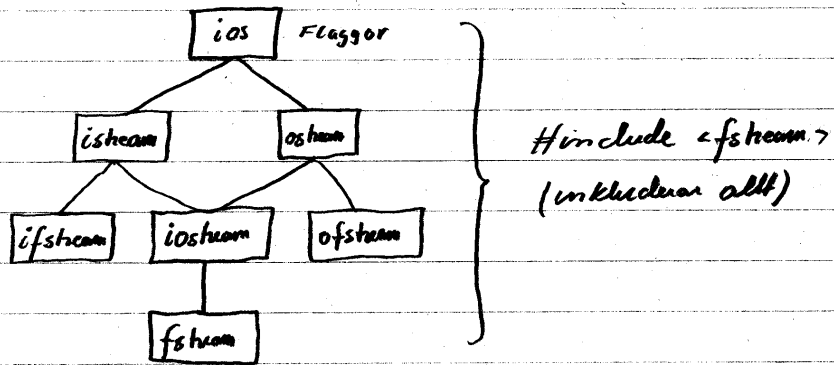 ios Flaggor
istream ostream
#include <fstream>
(inkluderar allt)
ifstream iostream ofstream
fstream